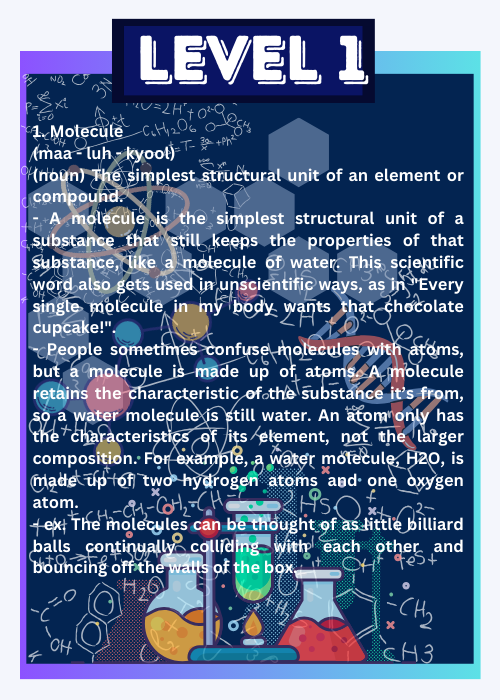 LEVEL 1
1. Molecule
(maa - luh - kyool)
(noun) The simplest structural unit of an element or
compound.
- A molecule is the simplest structural unit of a
substance that still keeps the properties of that
substance, like a molecule of water. This scientific
word also gets used in unscientific ways, as in "Every
single molecule in my body wants that chocolate
cupcake!".
- People sometimes confuse molecules with atoms,
but a molecule is made up of atoms. A molecule
retains the characteristic of the substance it's from,
so a water molecule is still water. An atom only has
the characteristics of its element, not the larger
composition. For example, a water molecule, H2O, is
made up of two hydrogen atoms and one oxygen
atom.
- ex. The molecules can be thought of as little billiard
balls continually colliding with each other and
bouncing off the walls of the box.